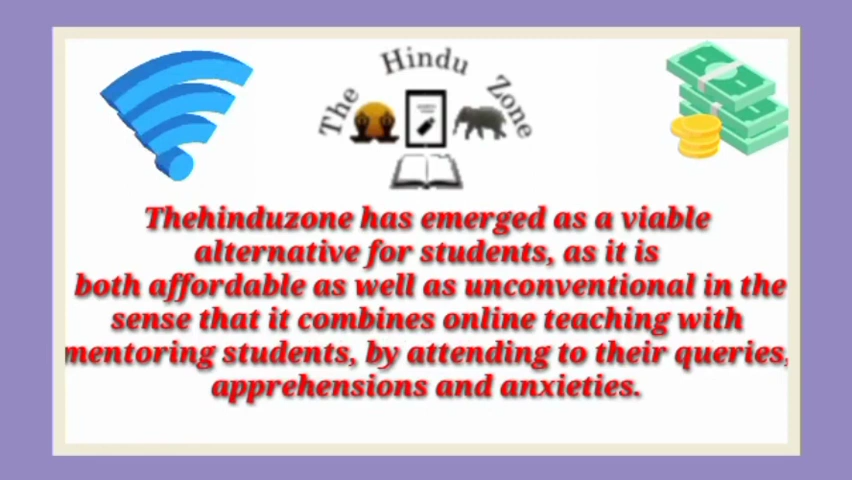 The Hindu Zone
Thehinduzone has emerged as a viable
alternative for students, as it is
both affordable as well as unconventional in the
sense that it combines online teaching with
mentoring students, by attending to their queries,
apprehensions and anxieties.